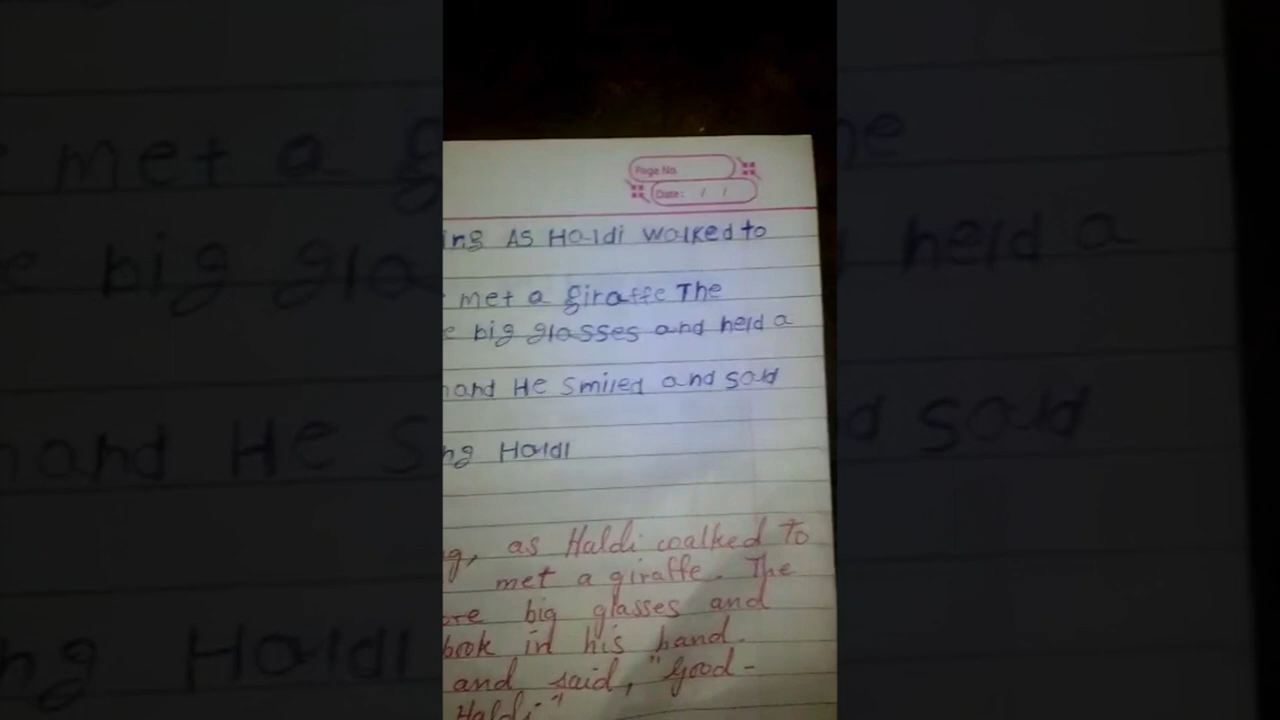 Page No.
Date: / /
ing AS Haldi walked to
met a giraffe The
e big glasses and held a
hand He smiled and said
ng Haldi
g, as Haldi walked to
met a giraffe. The
ore big glasses and
book in his hand.
and said, "Good-
Haldi"